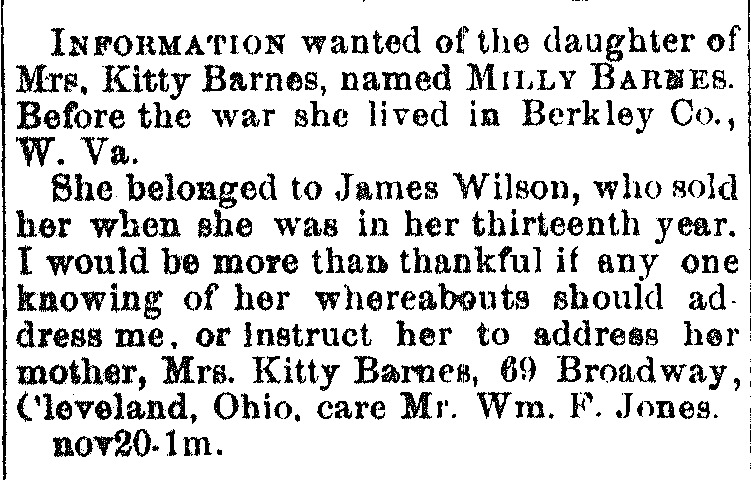 INFORMATION wanted of the daughter of
Mrs. Kitty Barnes, named MILLY BARNES.
Before the war she lived in Berkley Co.,
W. Va.
She belonged to James Wilson, who sold
her when she was in her thirteenth year.
I would be more than thankful if any one
knowing of her whereabouts should ad-
dress me, or instruct her to address her
mother, Mrs. Kitty Barnes, 69 Broadway,
Cleveland, Ohio, care Mr. Wm. F. Jones.
nov20-1m.